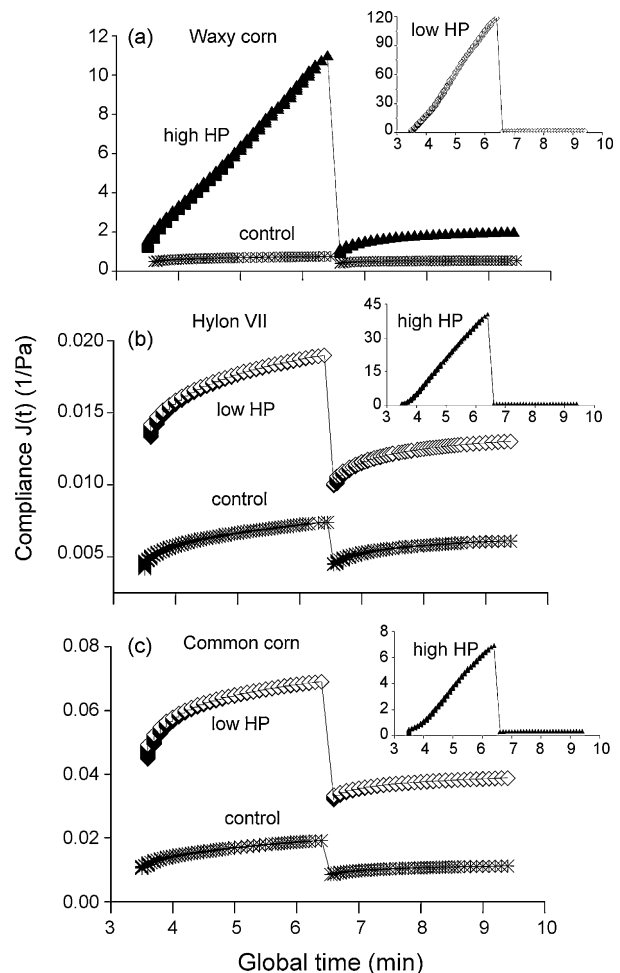 (a) Waxy corn
12
10
8
6
4
2
0
high HP
control
low HP
120
90
60
30
0
3 4 5 6 7 8 9 10
Compliance J(t) (1/Pa)
(b) Hylon VII
0.020
0.015
0.010
0.005
low HP
control
high HP
45
30
15
0
3 4 5 6 7 8 9 10
(c) Common corn
0.08
0.06
0.04
0.02
0.00
low HP
control
high HP
8
6
4
2
0
3 4 5 6 7 8 9 10
3 4 5 6 7 8 9 10
Global time (min)